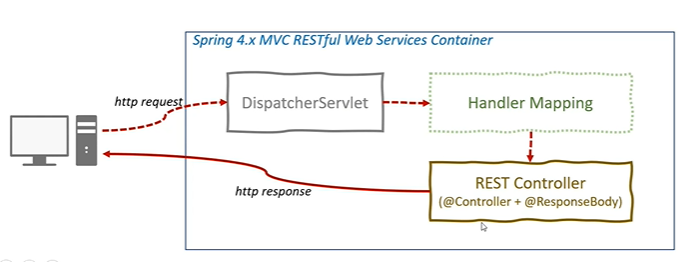 Spring 4.x MVC RESTful Web Services Container
http request
DispatcherServlet
Handler Mapping
REST Controller
(@Controller + @ResponseBody)
http response